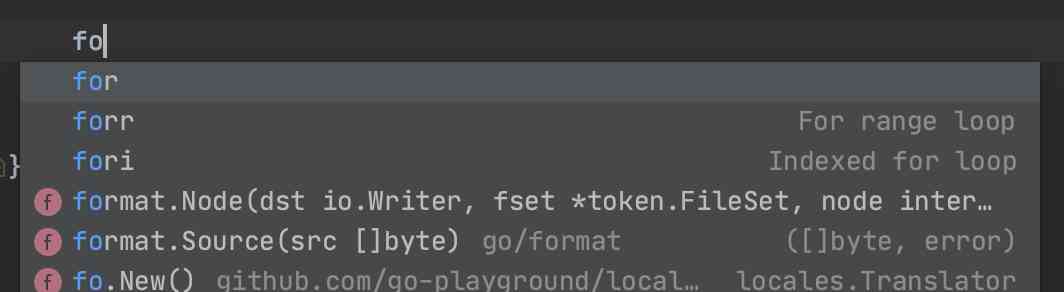 fo
for
forr For range loop
fori Indexed for loop
}
f format.Node(dst io.Writer, fset *token.FileSet, node inter…
f format.Source(src []byte) go/format ([]byte, error)
f fo.New() github.com/go-playground/local… locales.Translator